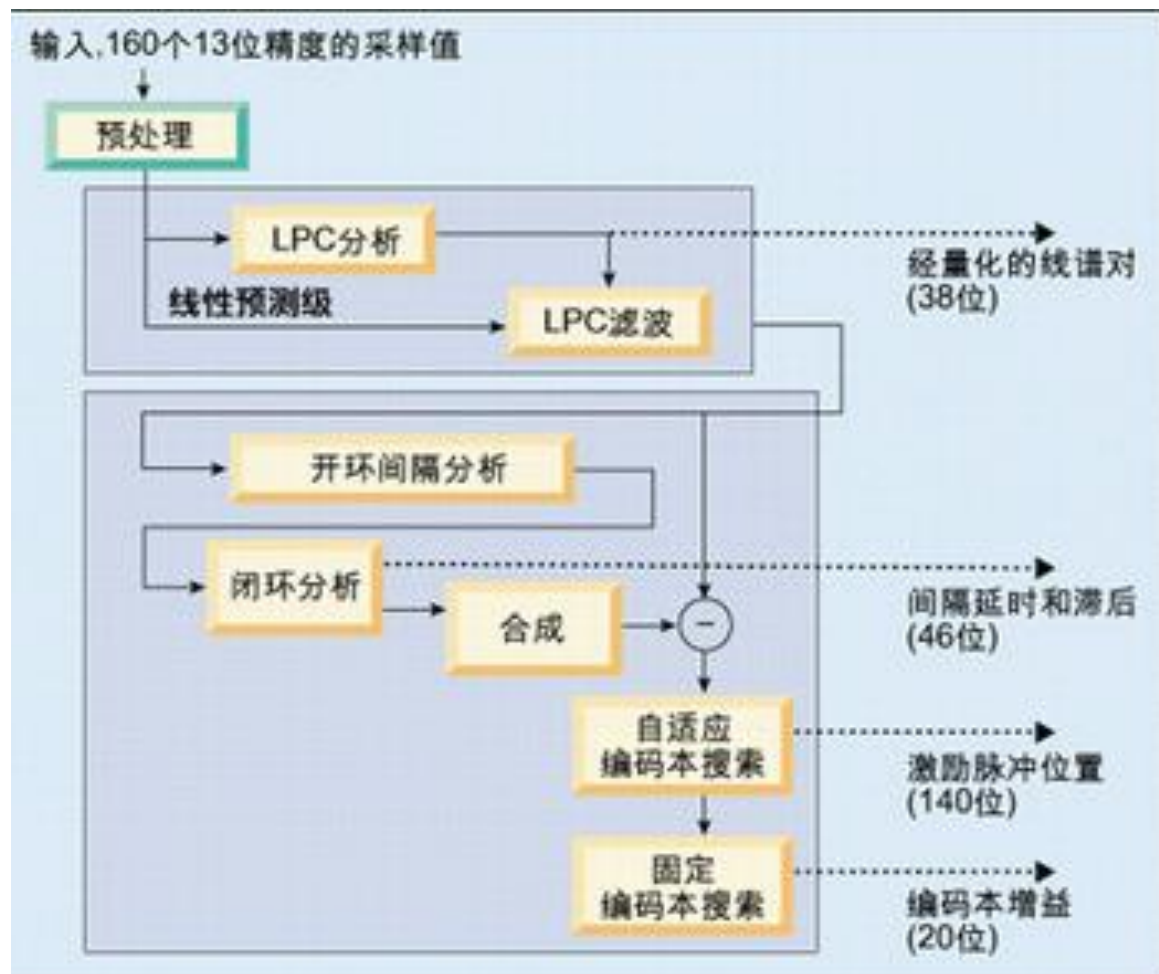 输入,160个13位精度的采样值
预处理
LPC分析
经量化的线谱对
(38位)
线性预测级
LPC滤波
开环间隔分析
闭环分析
间隔延时和滞后
(46位)
合成
−
自适应
编码本搜索
激励脉冲位置
(140位)
固定
编码本搜索
编码本增益
(20位)